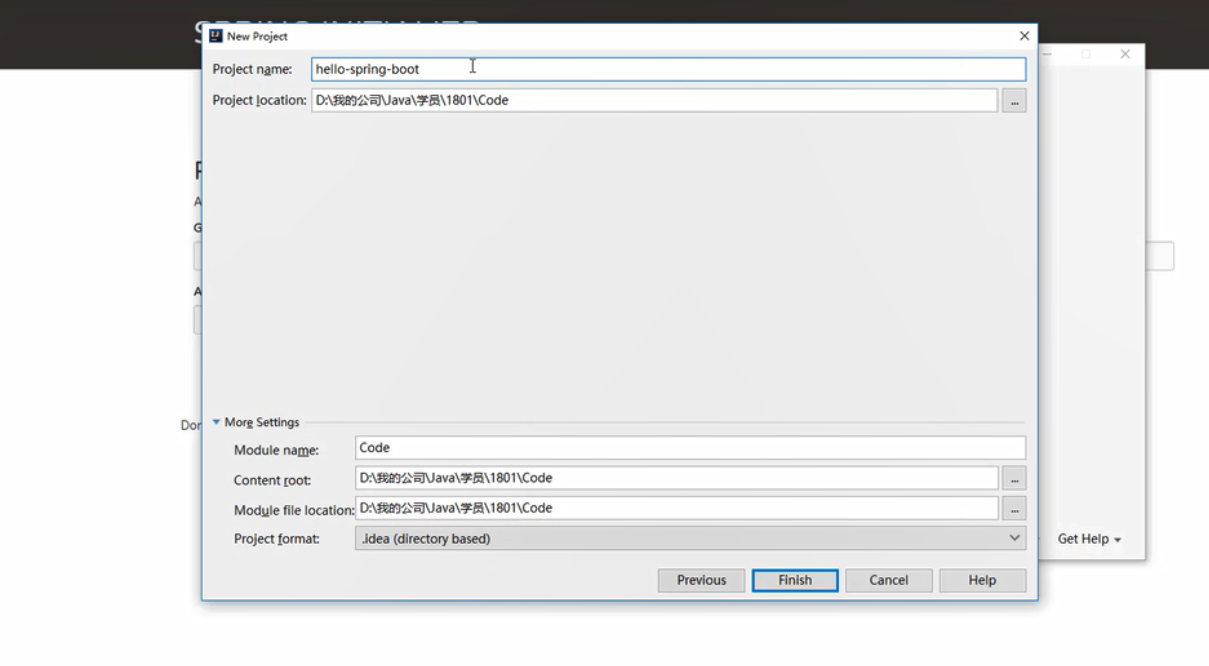 New Project
Project name: hello-spring-boot
Project location: D:\我的公司\Java\学员\1801\Code ...
More Settings
Module name: Code
Content root: D:\我的公司\Java\学员\1801\Code ...
Module file location: D:\我的公司\Java\学员\1801\Code ...
Project format: .idea (directory based)
Get Help
Previous Finish Cancel Help